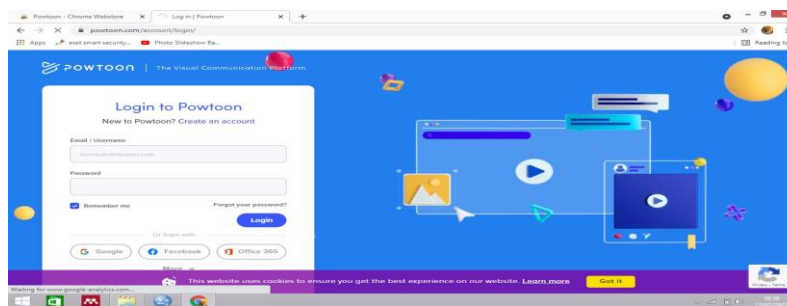 Powtoon - Chrome Webstore
Log in | Powtoon
powtoon.com/account/login/
Apps
eset smart security...
Photo Slideshow Ba...
Reading list
POWTOON | The Visual Communication Platform
Login to Powtoon
New to Powtoon? Create an account
Email / Username
Password
Remember me
Forgot your password?
Login
Or login with
Google
Facebook
Office 365
More
This website uses cookies to ensure you get the best experience on our website. Learn more
Got it
Privacy - Terms
Waiting for www.google-analytics.com...